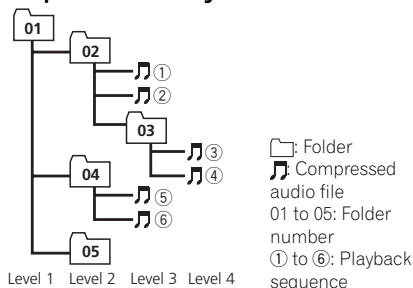 01
02
①
②
03
③
④
04
⑤
⑥
05
Level 1 Level 2 Level 3 Level 4
: Folder
: Compressed
audio file
01 to 05: Folder
number
① to ⑥: Playback
sequence